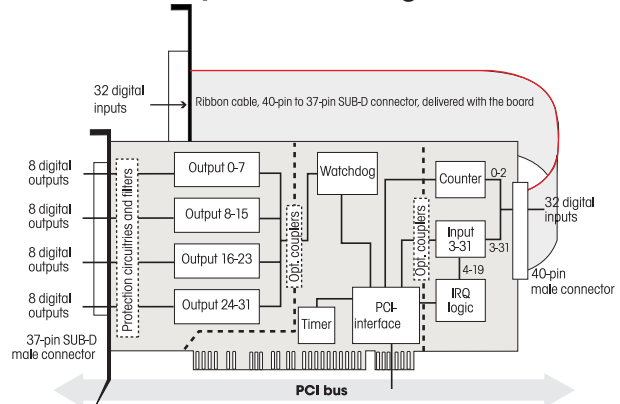 32 digital
inputs
Ribbon cable, 40-pin to 37-pin SUB-D connector, delivered with the board
8 digital
outputs
8 digital
outputs
8 digital
outputs
8 digital
outputs
37-pin SUB-D
male connector
Protection circuitries and filters
Output 0-7
Output 8-15
Output 16-23
Output 24-31
Opt. couplers
Watchdog
Timer
PCI-
interface
Opt. couplers
Counter
0-2
Input
3-31
3-31
4-19
IRQ
logic
32 digital
inputs
40-pin
male connector
PCI bus